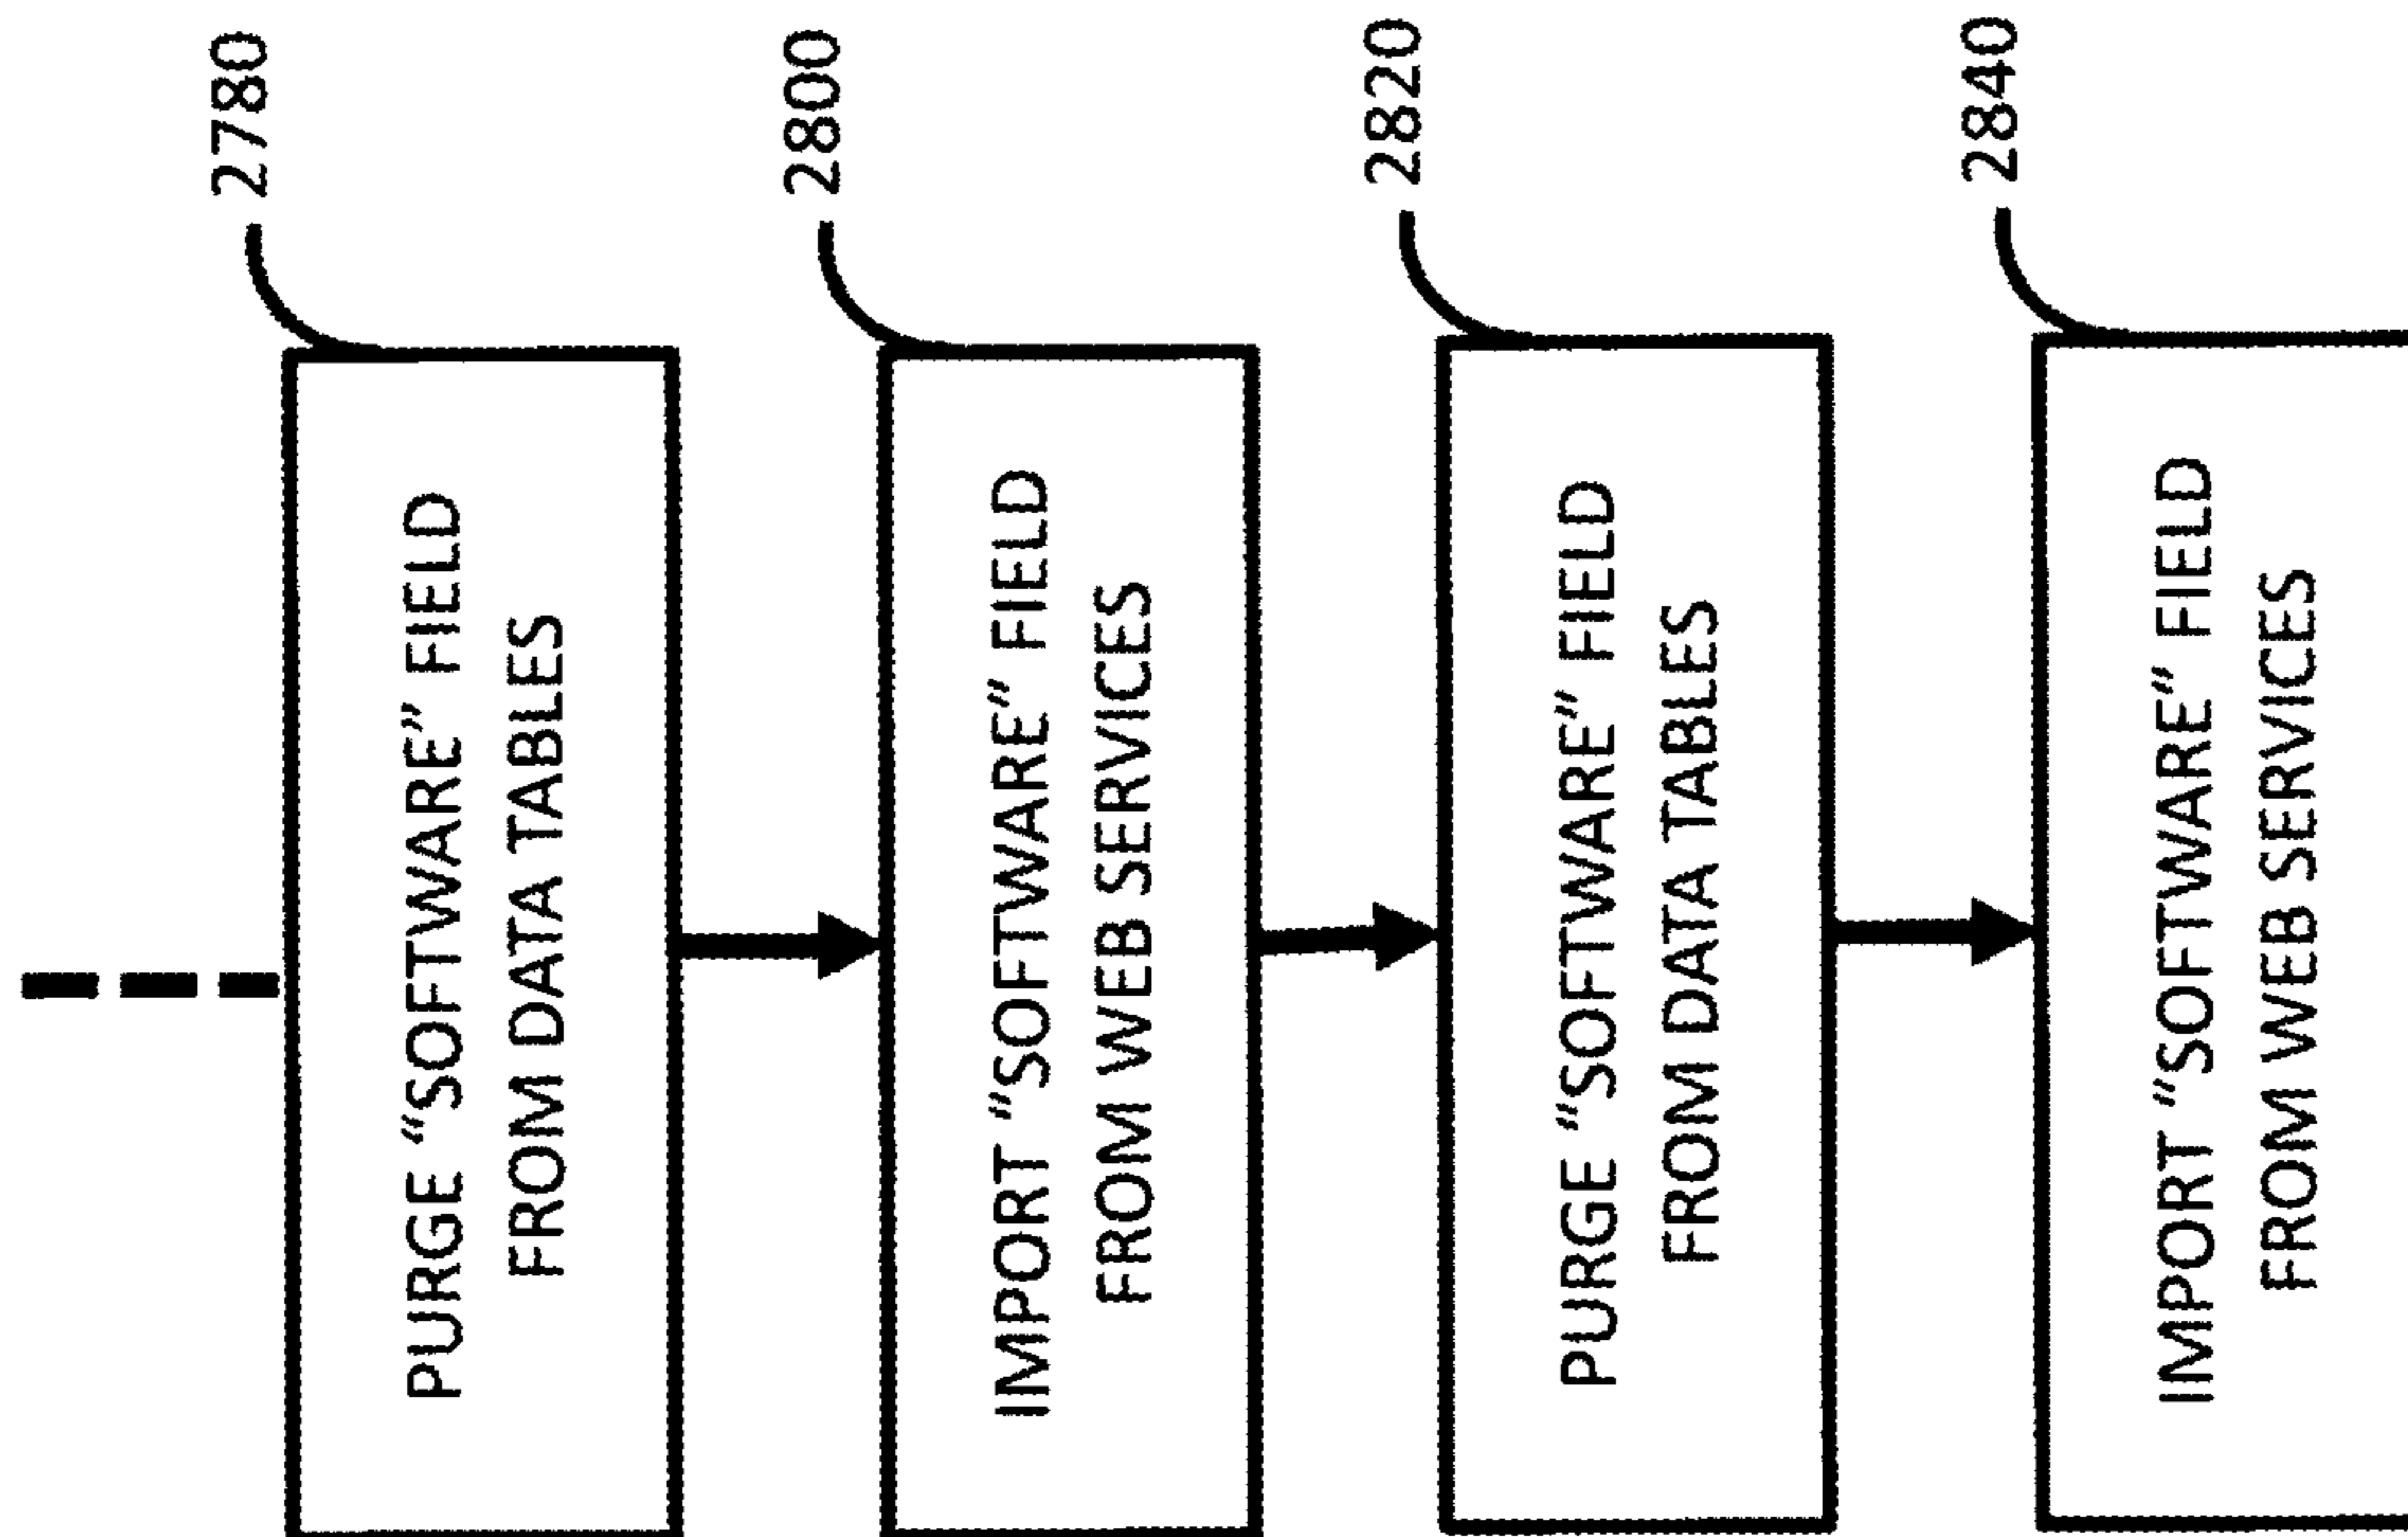 2780
PURGE “SOFTWARE” FIELD
FROM DATA TABLES
2800
IMPORT “SOFTWARE” FIELD
FROM WEB SERVICES
2820
PURGE “SOFTWARE” FIELD
FROM DATA TABLES
2840
IMPORT “SOFTWARE” FIELD
FROM WEB SERVICES